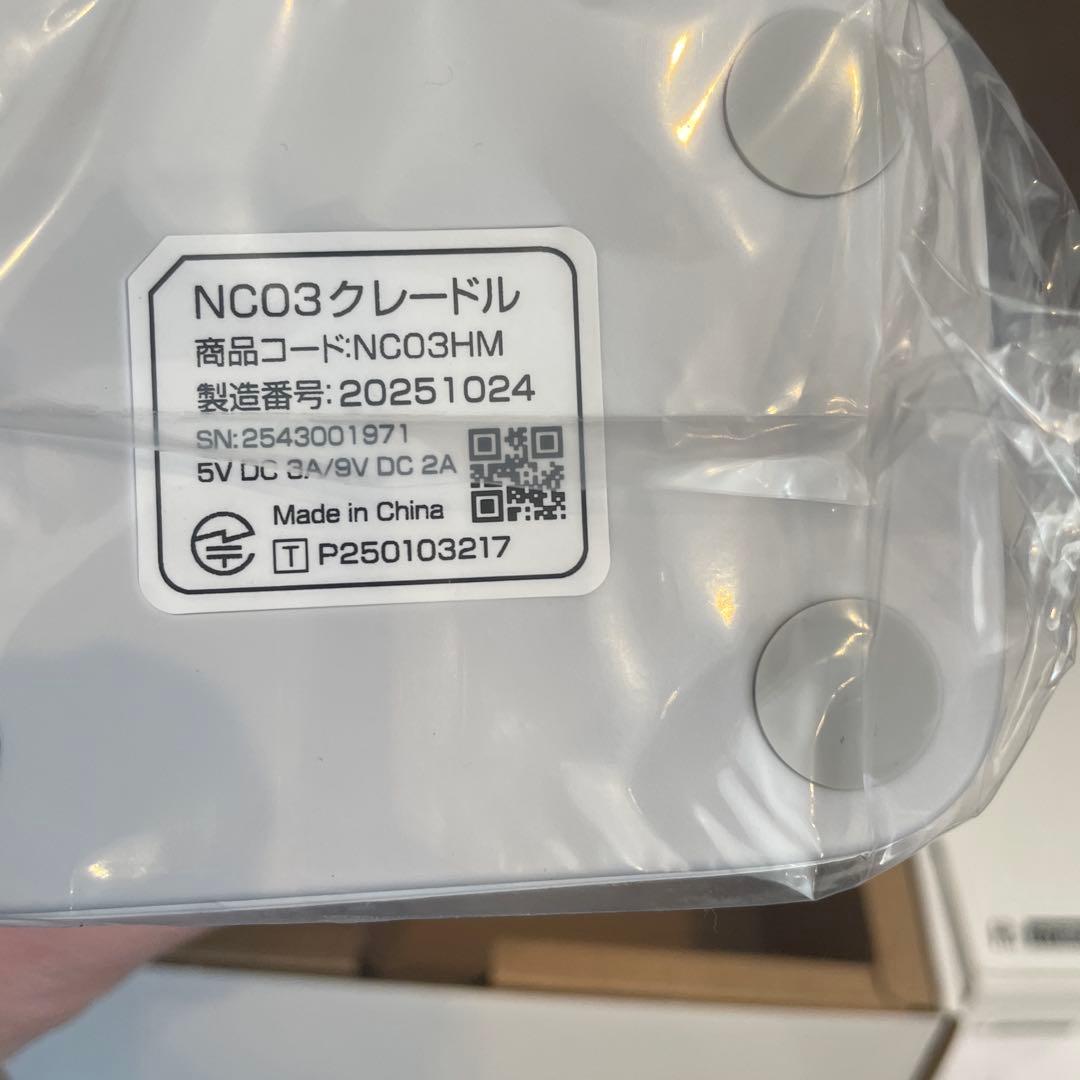 NC03クレードル
商品コード:NC03HM
製造番号: 20251024
SN:2543001971
5V DC 3A/9V DC 2A
Made in China
T P250103217